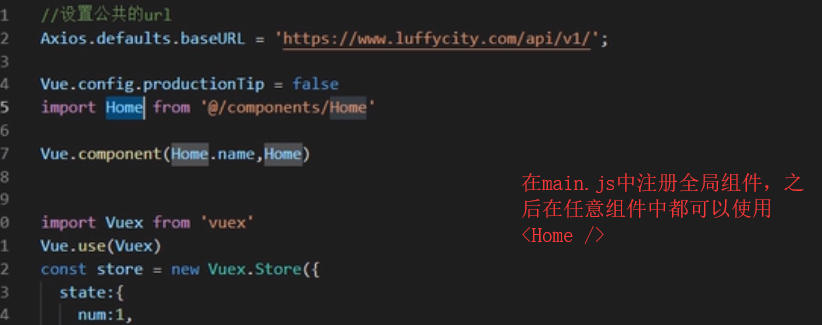 1 //设置公共的url
2 Axios.defaults.baseURL = 'https://www.luffycity.com/api/v1/';
3
4 Vue.config.productionTip = false
5 import Home from '@/components/Home'
6
7 Vue.component(Home.name,Home)
8
9
0 import Vuex from 'vuex'
1 Vue.use(Vuex)
2 const store = new Vuex.Store({
3 state:{
4 num:1,
在main.js中注册全局组件，之
后在任意组件中都可以使用
<Home />